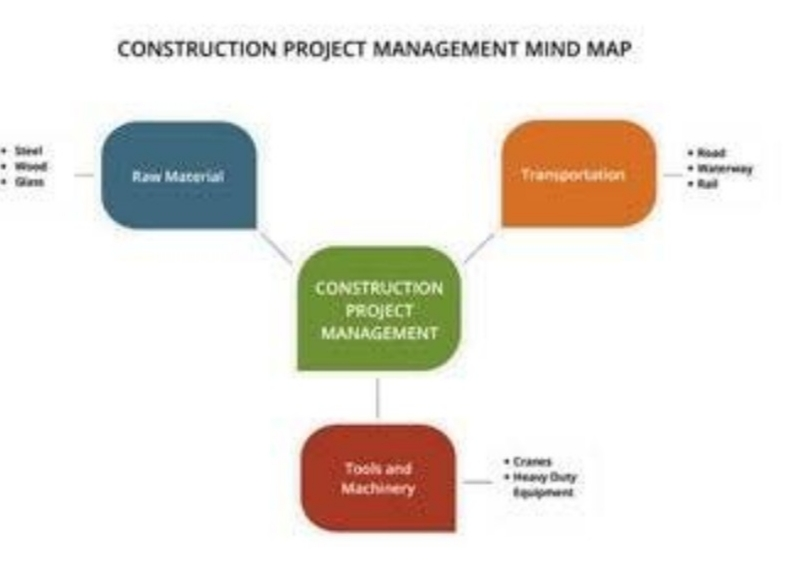 CONSTRUCTION PROJECT MANAGEMENT MIND MAP
• Steel
• Wood
• Glass
Raw Material
Transportation
• Road
• Waterway
• Rail
CONSTRUCTION
PROJECT
MANAGEMENT
Tools and
Machinery
• Cranes
• Heavy Duty
Equipment